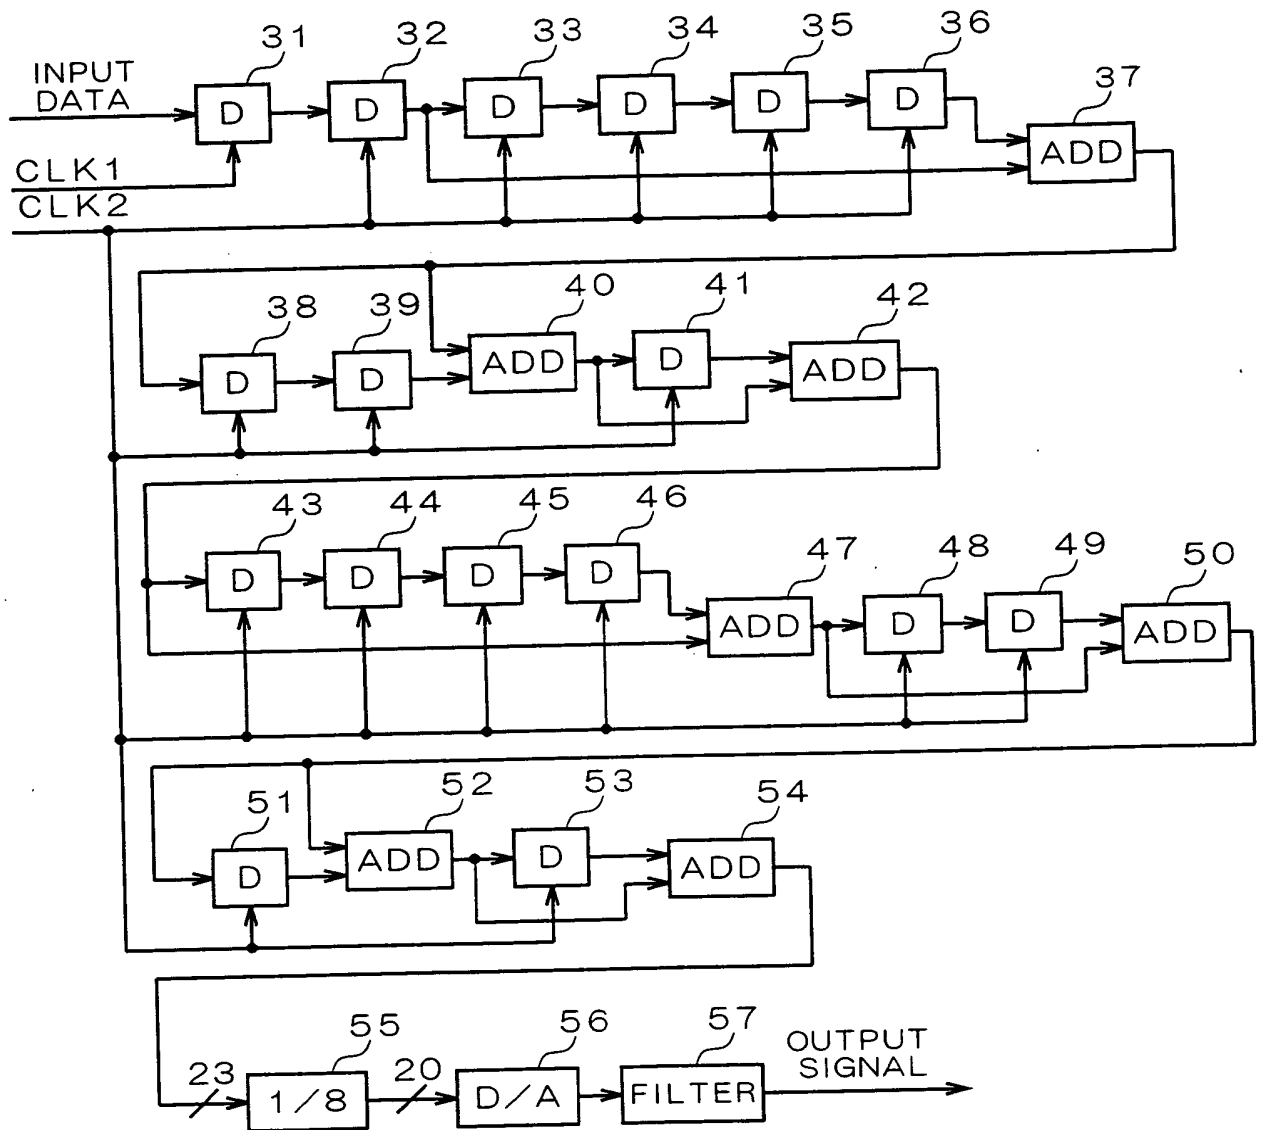 31 32 33 34 35 36 37
INPUT
DATA
D D D D D D ADD
CLK1
CLK2
38 39 40 41 42
D D ADD D ADD
43 44 45 46 47 48 49 50
D D D D ADD D D ADD
51 52 53 54
D ADD D ADD
55 56 57
23 1/8 20 D/A FILTER
OUTPUT
SIGNAL